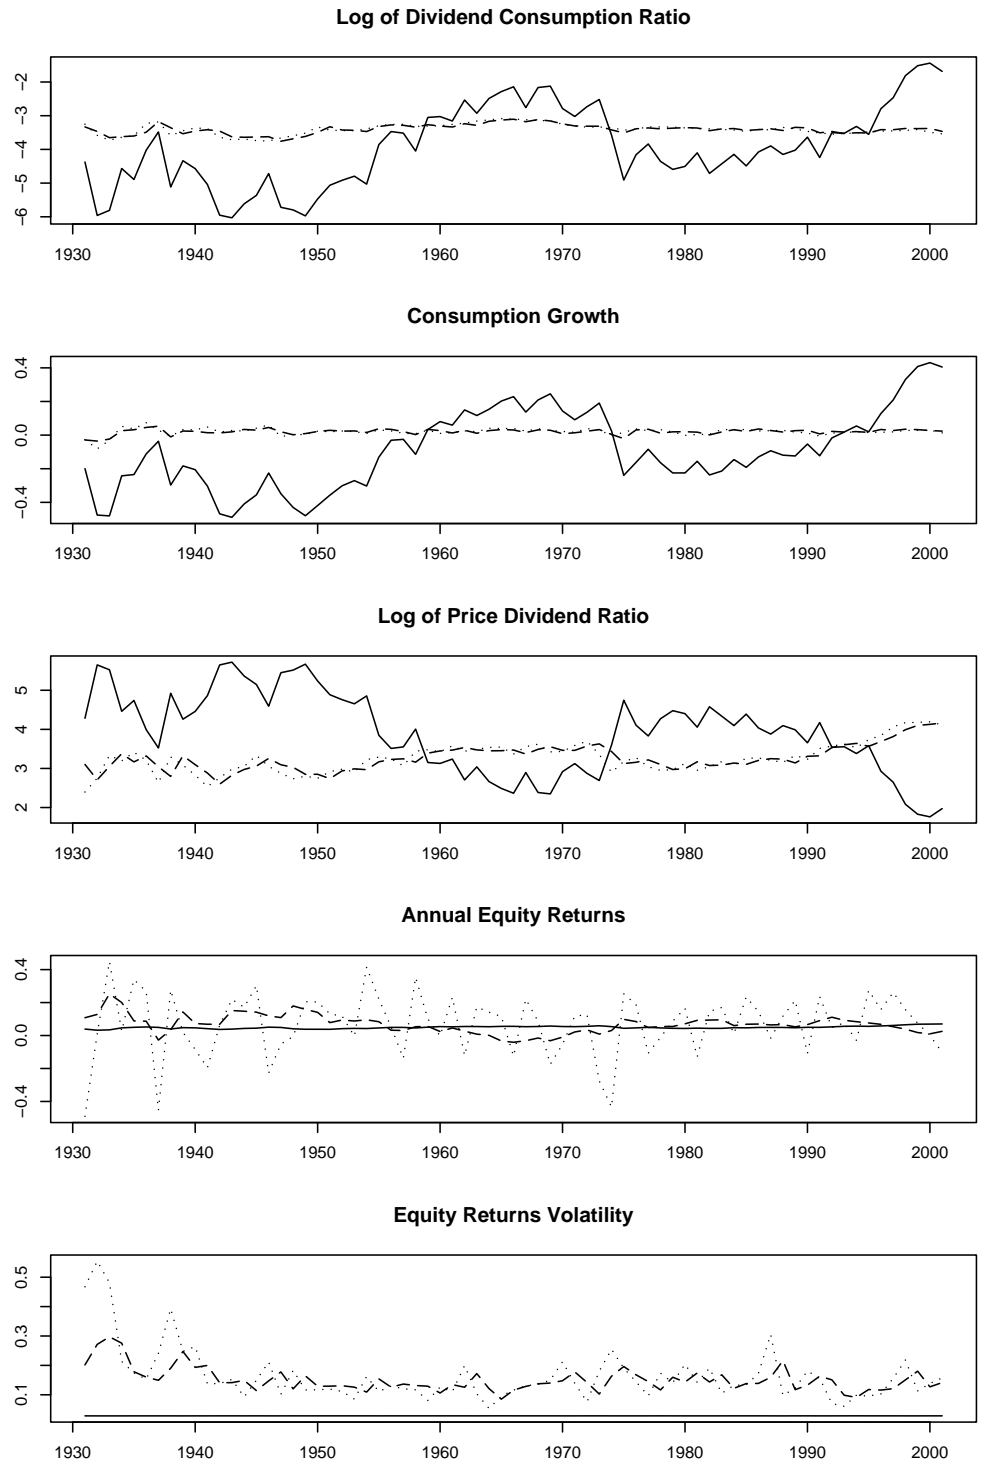 Log of Dividend Consumption Ratio
−2
−3
−4
−5
−6
1930 1940 1950 1960 1970 1980 1990 2000
Consumption Growth
0.4
0.0
−0.4
1930 1940 1950 1960 1970 1980 1990 2000
Log of Price Dividend Ratio
5
4
3
2
1930 1940 1950 1960 1970 1980 1990 2000
Annual Equity Returns
0.4
0.0
−0.4
1930 1940 1950 1960 1970 1980 1990 2000
Equity Returns Volatility
0.5
0.3
0.1
1930 1940 1950 1960 1970 1980 1990 2000